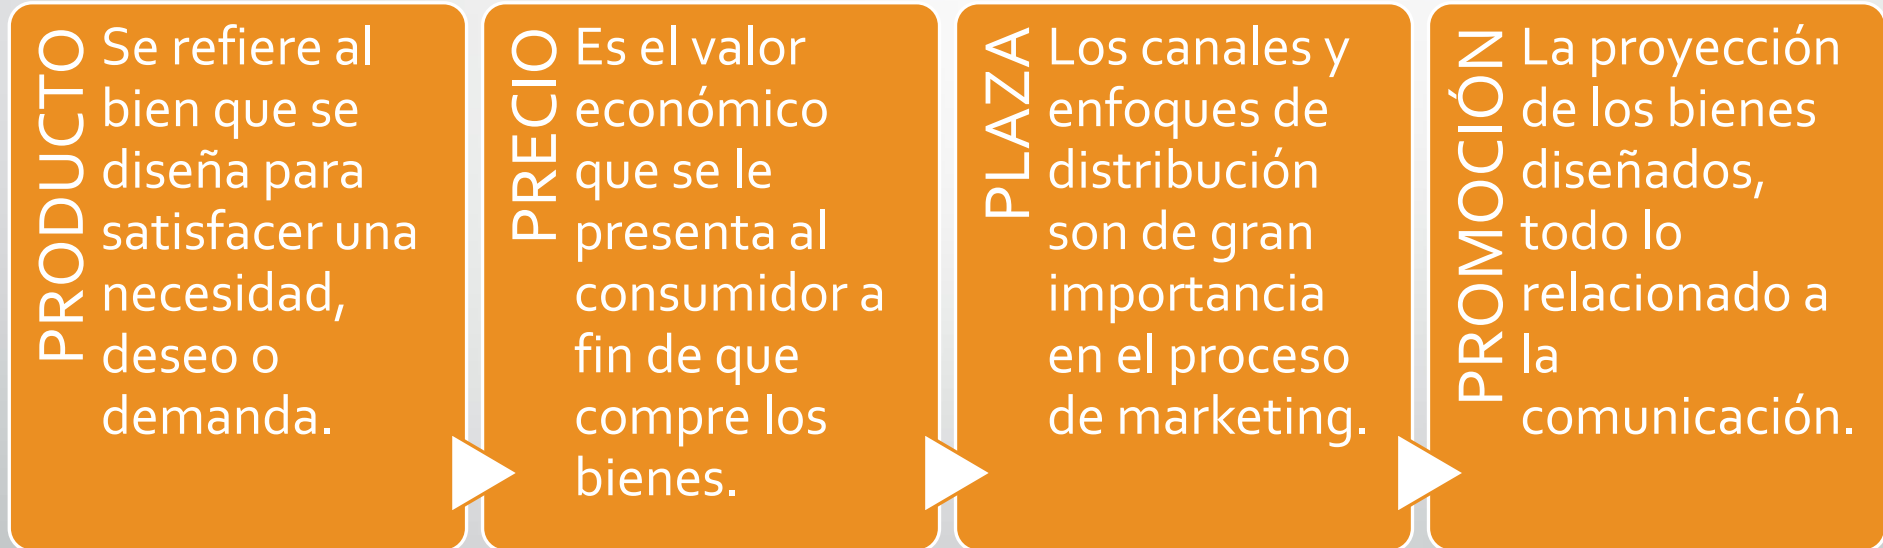 PRODUCTO
Se refiere al
bien que se
diseña para
satisfacer una
necesidad,
deseo o
demanda.
PRECIO
Es el valor
económico
que se le
presenta al
consumidor a
fin de que
compre los
bienes.
PLAZA
Los canales y
enfoques de
distribución
son de gran
importancia
en el proceso
de marketing.
PROMOCIÓN
La proyección
de los bienes
diseñados,
todo lo
relacionado a
la
comunicación.